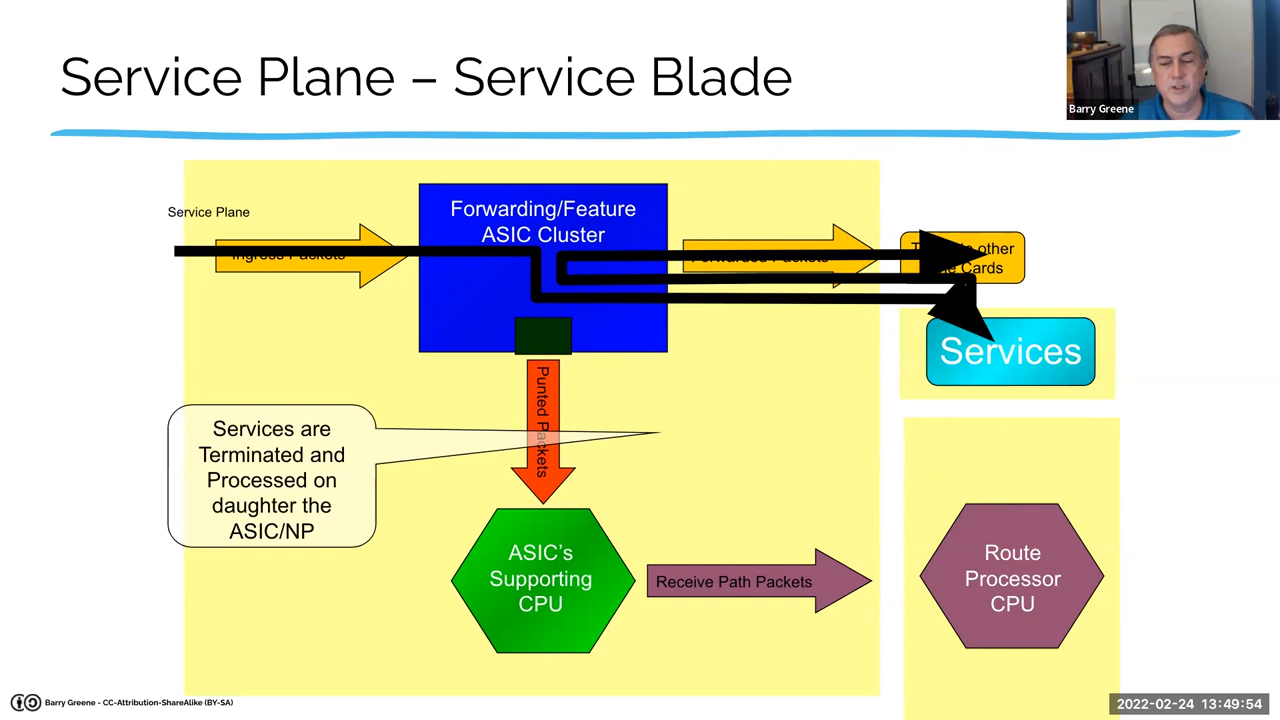 Service Plane – Service Blade
Barry Greene
Service Plane
Forwarding/Feature
ASIC Cluster
Ingress Packets
Forwarded Packets
other
Cards
Services
Punted Packets
Services are
Terminated and
Processed on
daughter the
ASIC/NP
ASIC's
Supporting
CPU
Receive Path Packets
Route
Processor
CPU
Barry Greene - CC-Attribution-ShareAlike (BY-SA)
2022-02-24 13:49:54